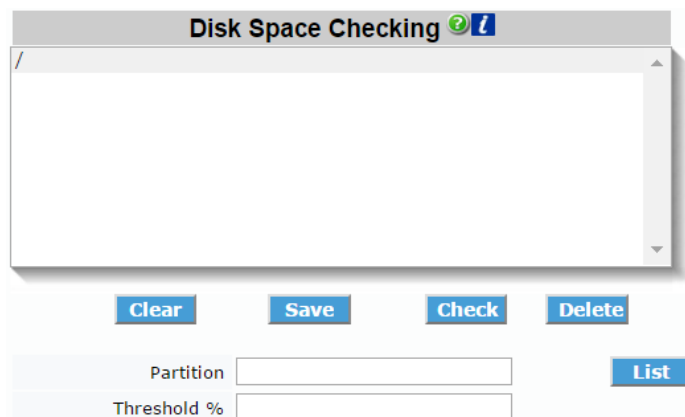 Disk Space Checking ? i
/
Clear Save Check Delete
Partition List
Threshold %